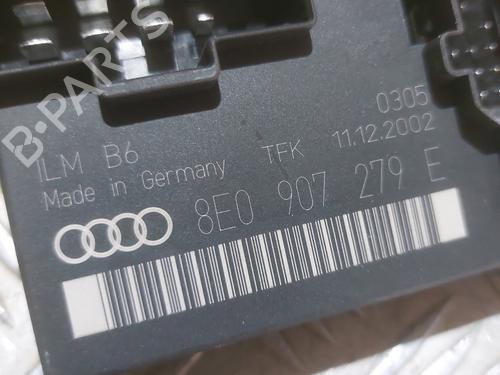 B-PARTS
ILM B6
0305
Made in Germany TFK 11.12.2002
8E0 907 279 E